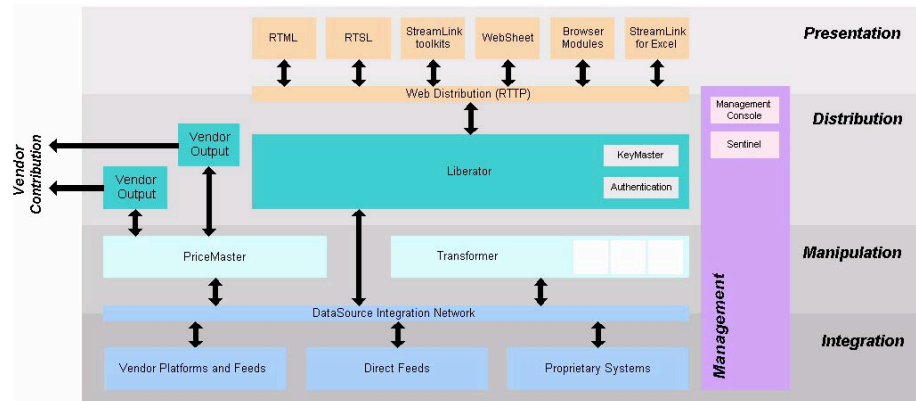 RTML
RTSL
StreamLink
toolkits
WebSheet
Browser
Modules
StreamLink
for Excel
Presentation
Web Distribution (RTTP)
Management
Console
Sentinel
Distribution
Vendor
Output
Vendor
Output
Vendor
Contribution
Liberator
KeyMaster
Authentication
PriceMaster
Transformer
Manipulation
DataSource Integration Network
Management
Vendor Platforms and Feeds
Direct Feeds
Proprietary Systems
Integration